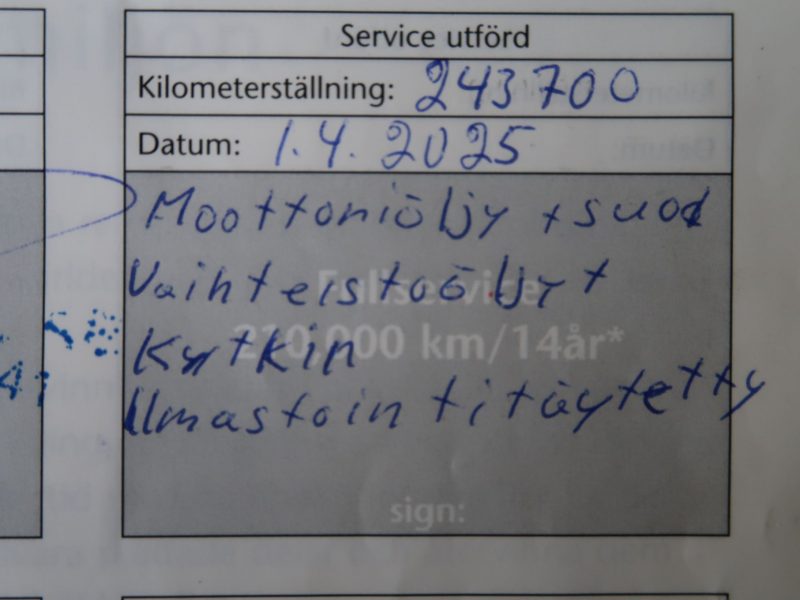 Service utförd
Kilometerställning: 243700
Datum: 1.4.2025
Moottoriöljy + suod
Vaihteistoöljyt
Fullservice
210,000 km/14år*
Kytkin
Ilmastointi täytetty
sign: